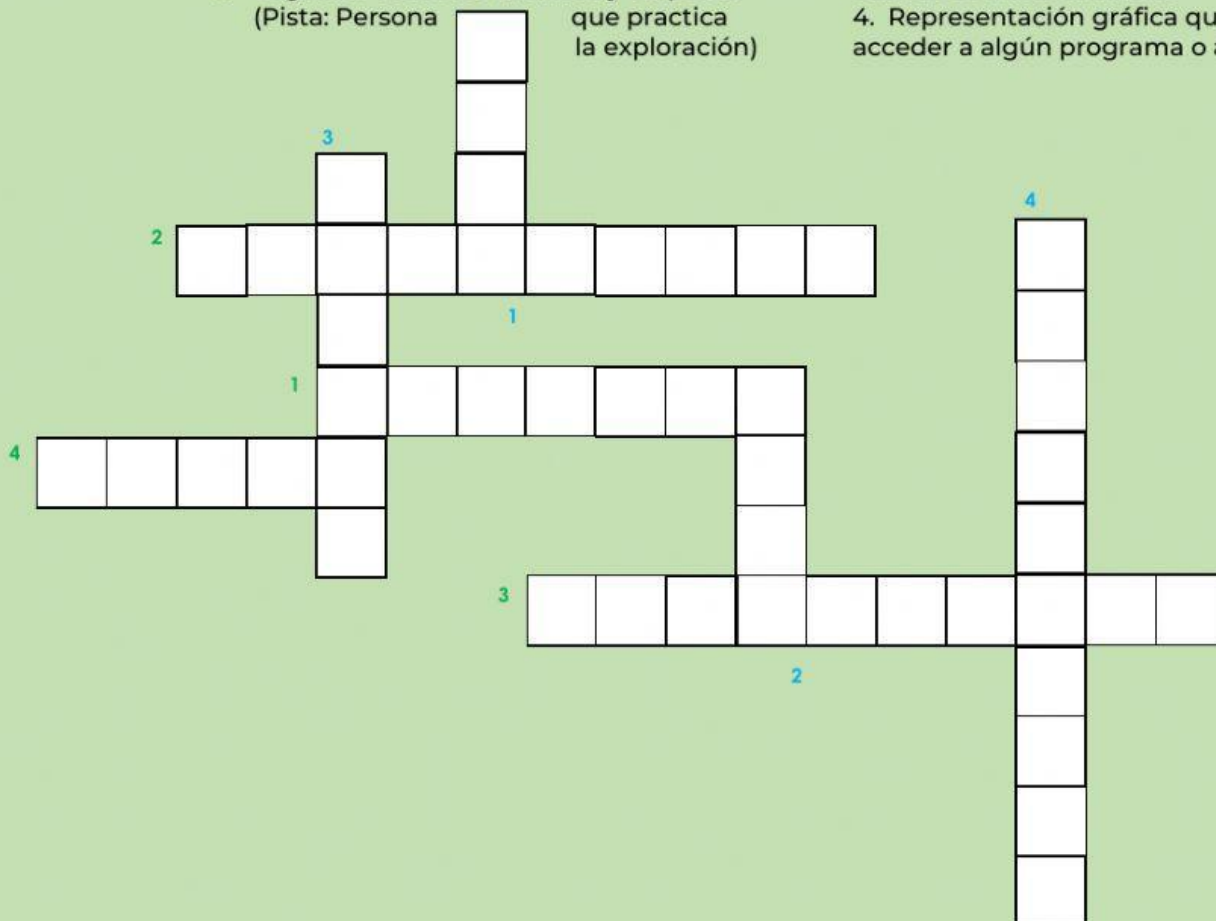 (Pista: Persona que practica
la exploración)
4. Representación gráfica qu
acceder a algún programa o a
3
4
2
1
1
4
3
2